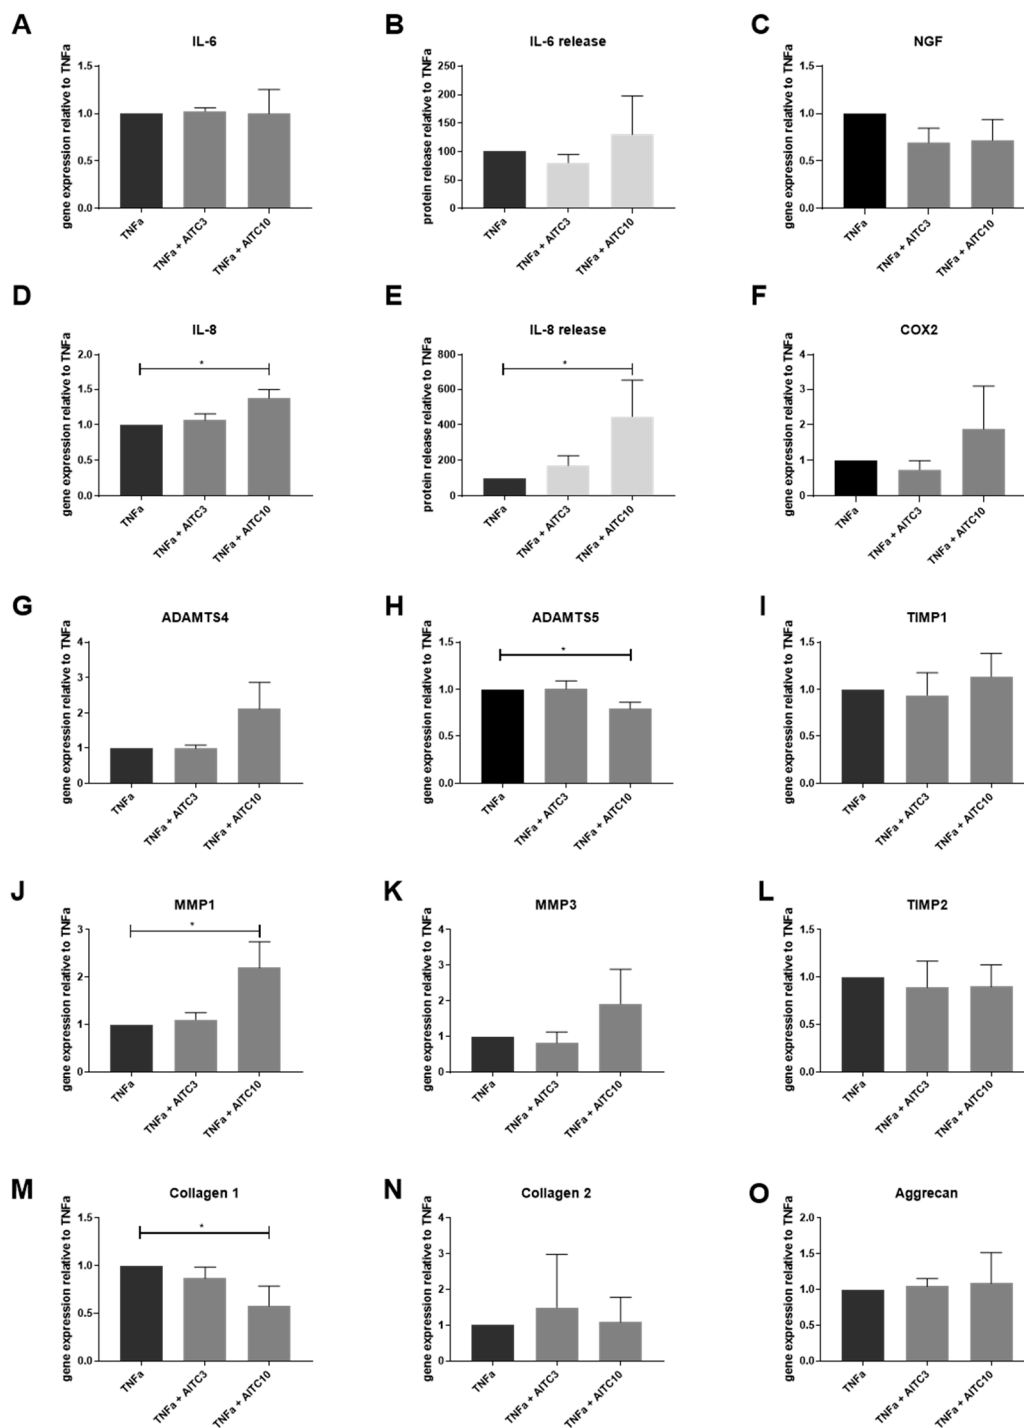 A
IL-6
gene expression relative to TNFa
1.5
1.0
0.5
0.0
TNFa
TNFa + AITC3
TNFa + AITC10
B
IL-6 release
protein release relative to TNFa
250
200
150
100
50
0
TNFa
TNFa + AITC3
TNFa + AITC10
C
NGF
gene expression relative to TNFa
1.5
1.0
0.5
0.0
TNFa
TNFa + AITC3
TNFa + AITC10
D
IL-8
gene expression relative to TNFa
2.0
1.5
1.0
0.5
0.0
*
TNFa
TNFa + AITC3
TNFa + AITC10
E
IL-8 release
protein release relative to TNFa
800
600
400
200
0
*
TNFa
TNFa + AITC3
TNFa + AITC10
F
COX2
gene expression relative to TNFa
4
3
2
1
0
TNFa
TNFa + AITC3
TNFa + AITC10
G
ADAMTS4
gene expression relative to TNFa
4
3
2
1
0
TNFa
TNFa + AITC3
TNFa + AITC10
H
ADAMTS5
gene expression relative to TNFa
1.5
1.0
0.5
0.0
*
TNFa
TNFa + AITC3
TNFa + AITC10
I
TIMP1
gene expression relative to TNFa
1.5
1.0
0.5
0.0
TNFa
TNFa + AITC3
TNFa + AITC10
J
MMP1
gene expression relative to TNFa
3
2
1
0
*
TNFa
TNFa + AITC3
TNFa + AITC10
K
MMP3
gene expression relative to TNFa
4
3
2
1
0
TNFa
TNFa + AITC3
TNFa + AITC10
L
TIMP2
gene expression relative to TNFa
1.5
1.0
0.5
0.0
TNFa
TNFa + AITC3
TNFa + AITC10
M
Collagen 1
gene expression relative to TNFa
1.5
1.0
0.5
0.0
*
TNFa
TNFa + AITC3
TNFa + AITC10
N
Collagen 2
gene expression relative to TNFa
4
3
2
1
0
TNFa
TNFa + AITC3
TNFa + AITC10
O
Aggrecan
gene expression relative to TNFa
2.0
1.5
1.0
0.5
0.0
TNFa
TNFa + AITC3
TNFa + AITC10